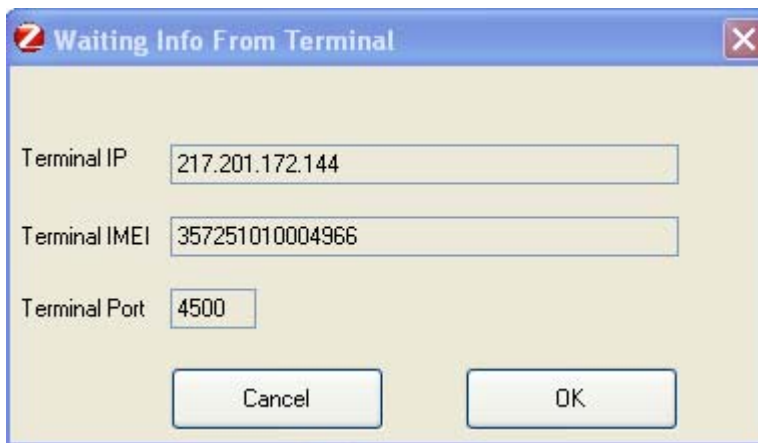 Z Waiting Info From Terminal
Terminal IP 217.201.172.144
Terminal IMEI 357251010004966
Terminal Port 4500
Cancel OK